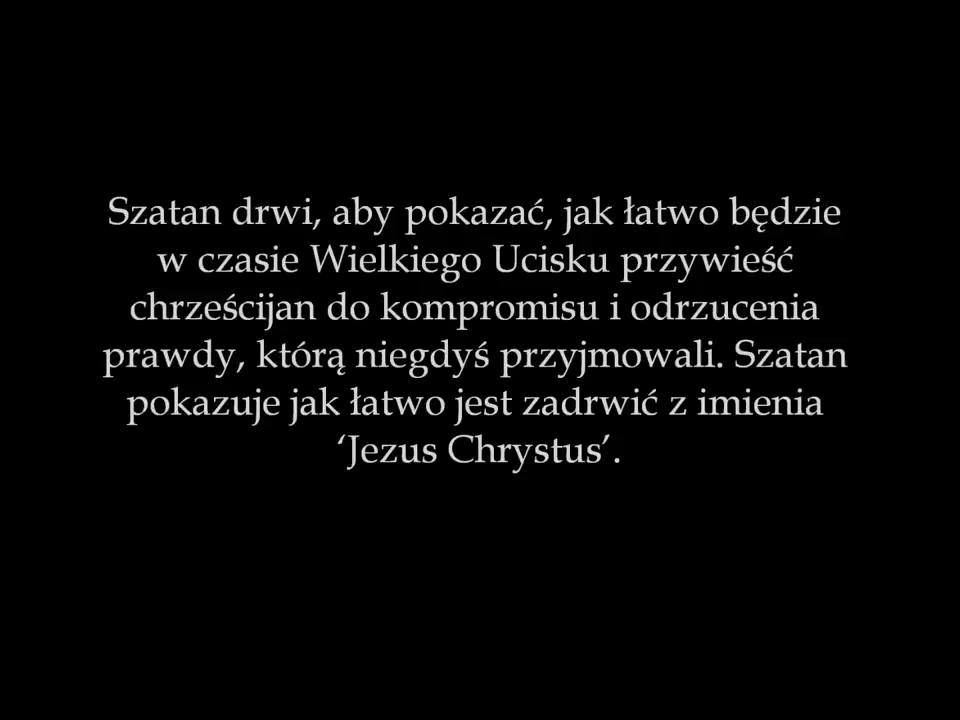 Szatan drwi, aby pokazać, jak łatwo będzie
w czasie Wielkiego Ucisku przywieść
chrześcijan do kompromisu i odrzucenia
prawdy, którą niegdyś przyjmowali. Szatan
pokazuje jak łatwo jest zadrwić z imienia
‘Jezus Chrystus’.